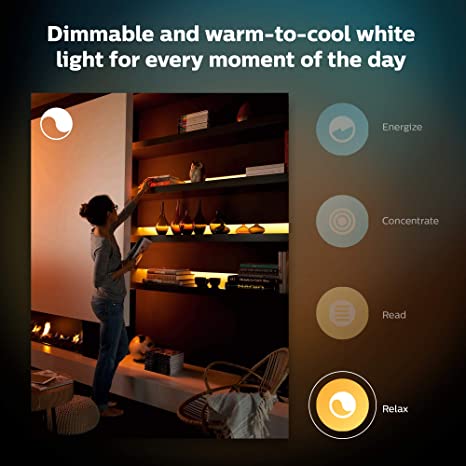 Dimmable and warm-to-cool white
light for every moment of the day
Energize
Concentrate
Read
Relax